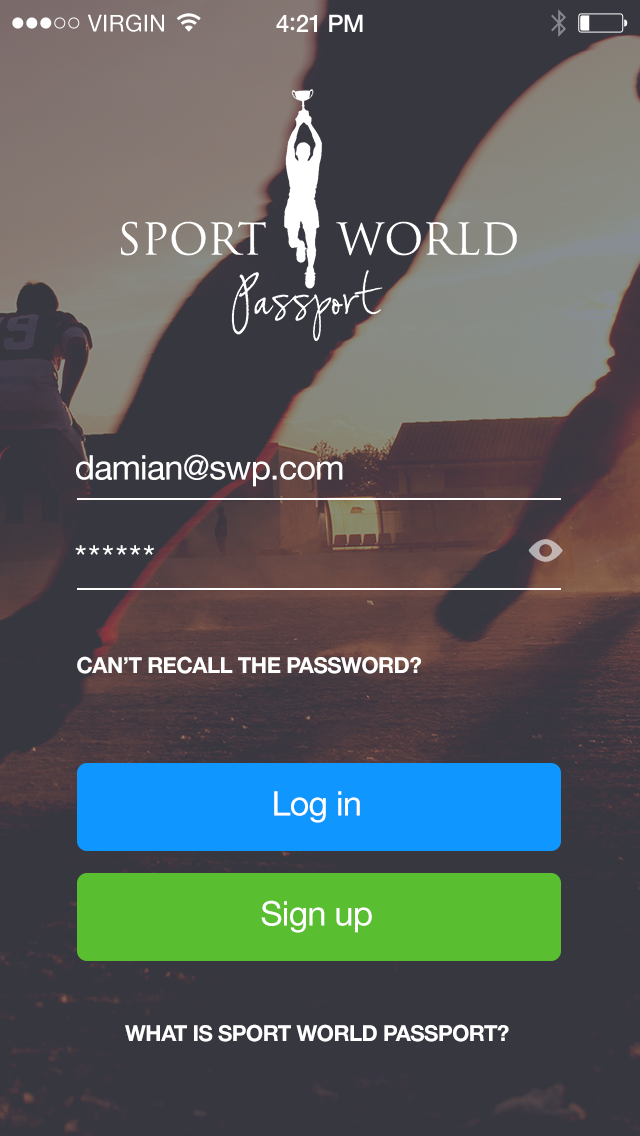 VIRGIN 4:21 PM
SPORT WORLD
Passport
79
damian@swp.com
******
CAN'T RECALL THE PASSWORD?
Log in
Sign up
WHAT IS SPORT WORLD PASSPORT?